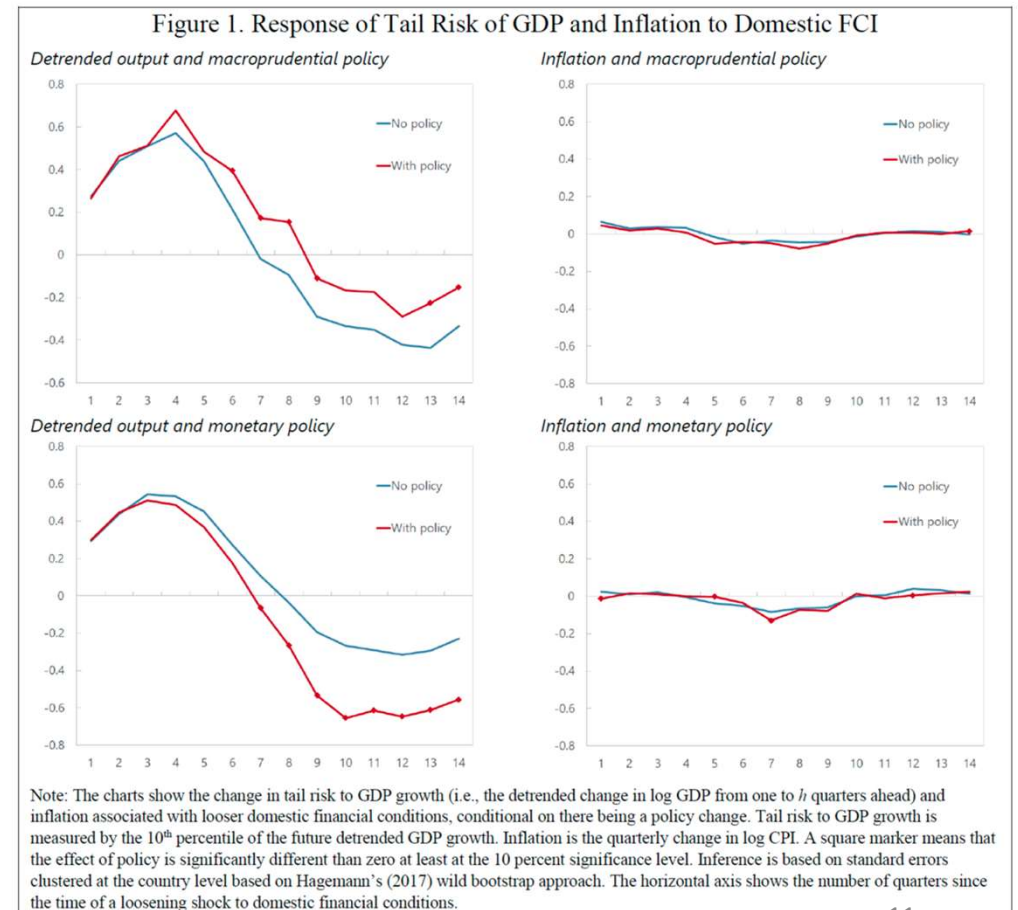 Figure 1. Response of Tail Risk of GDP and Inflation to Domestic FCI
Detrended output and macroprudential policy
0.8
0.6
0.4
0.2
0
-0.2
-0.4
-0.6
No policy
With policy
1 2 3 4 5 6 7 8 9 10 11 12 13 14
Inflation and macroprudential policy
0.8
0.6
0.4
0.2
0
-0.2
-0.4
-0.6
-0.8
No policy
With policy
1 2 3 4 5 6 7 8 9 10 11 12 13 14
Detrended output and monetary policy
0.8
0.6
0.4
0.2
0
-0.2
-0.4
-0.6
-0.8
No policy
With policy
1 2 3 4 5 6 7 8 9 10 11 12 13 14
Inflation and monetary policy
0.8
0.6
0.4
0.2
0
-0.2
-0.4
-0.6
-0.8
No policy
With policy
1 2 3 4 5 6 7 8 9 10 11 12 13 14
Note: The charts show the change in tail risk to GDP growth (i.e., the detrended change in log GDP from one to h quarters ahead) and
inflation associated with looser domestic financial conditions, conditional on there being a policy change. Tail risk to GDP growth is
measured by the 10th percentile of the future detrended GDP growth. Inflation is the quarterly change in log CPI. A square marker means that
the effect of policy is significantly different than zero at least at the 10 percent significance level. Inference is based on standard errors
clustered at the country level based on Hagemann's (2017) wild bootstrap approach. The horizontal axis shows the number of quarters since
the time of a loosening shock to domestic financial conditions.